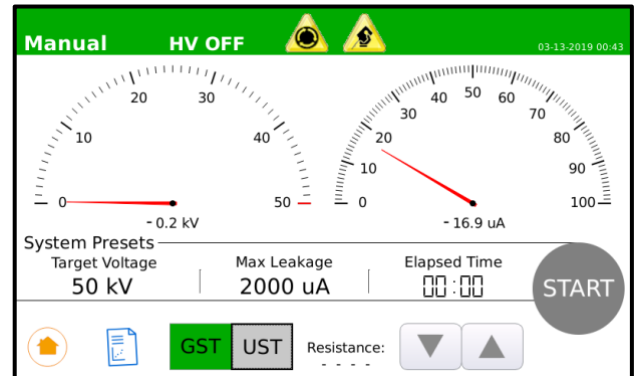 Manual HV OFF 03-13-2019 00:43
0 10 20 30 40 50
0 10 20 30 40 50 60 70 80 90 100
- 0.2 kV - 16.9 uA
System Presets
Target Voltage Max Leakage Elapsed Time
50 kV 2000 uA 00:00
START
GST UST Resistance:
- - - -